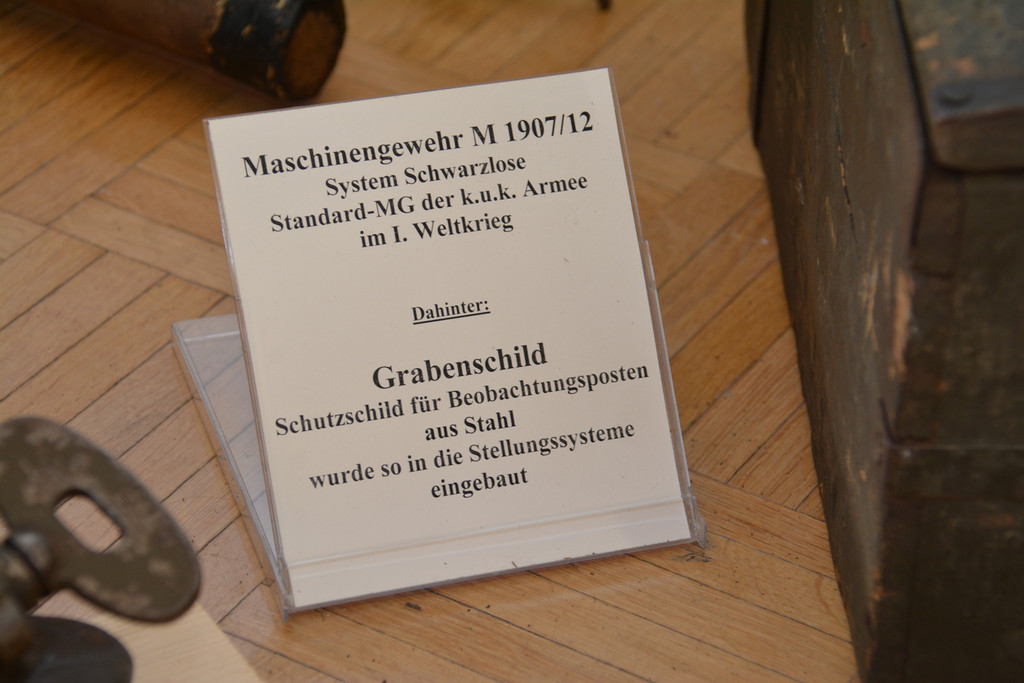 Maschinengewehr M 1907/12
System Schwarzlose
Standard-MG der k.u.k. Armee
im I. Weltkrieg
Dahinter:
Grabenschild
Schutzschild für Beobachtungsposten
aus Stahl
wurde so in die Stellungssysteme
eingebaut